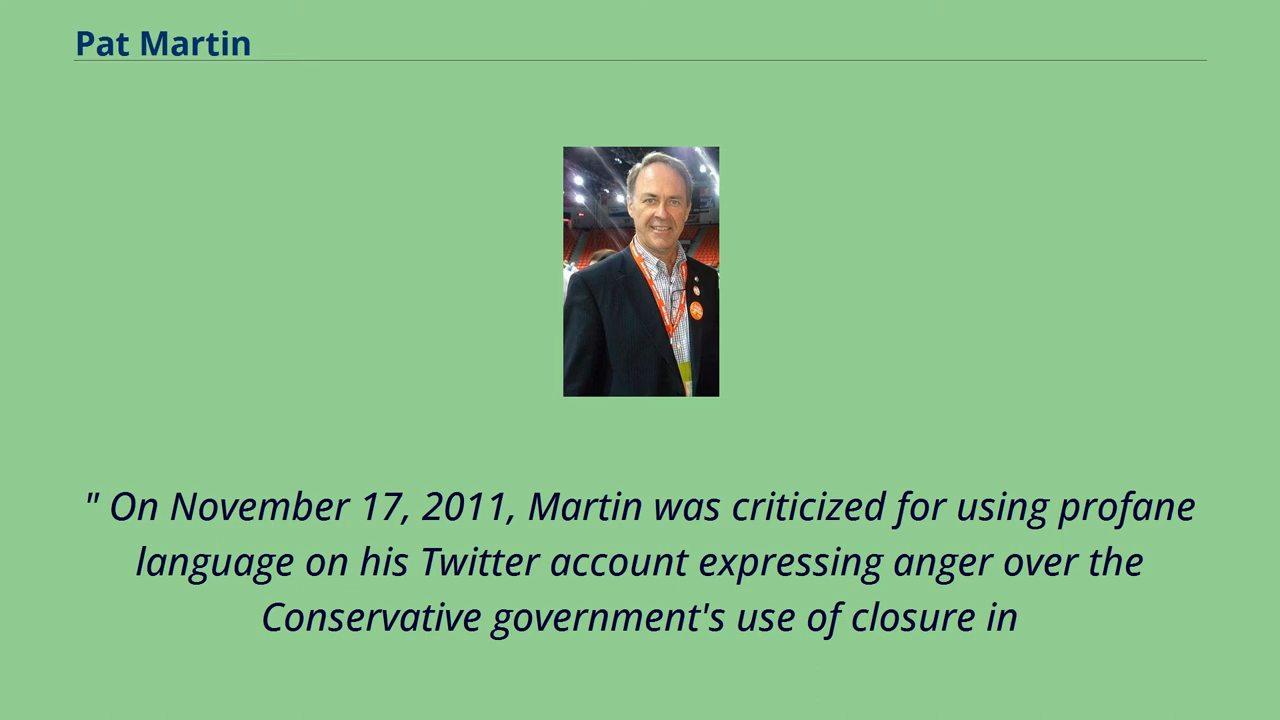 Pat Martin
" On November 17, 2011, Martin was criticized for using profane
language on his Twitter account expressing anger over the
Conservative government's use of closure in